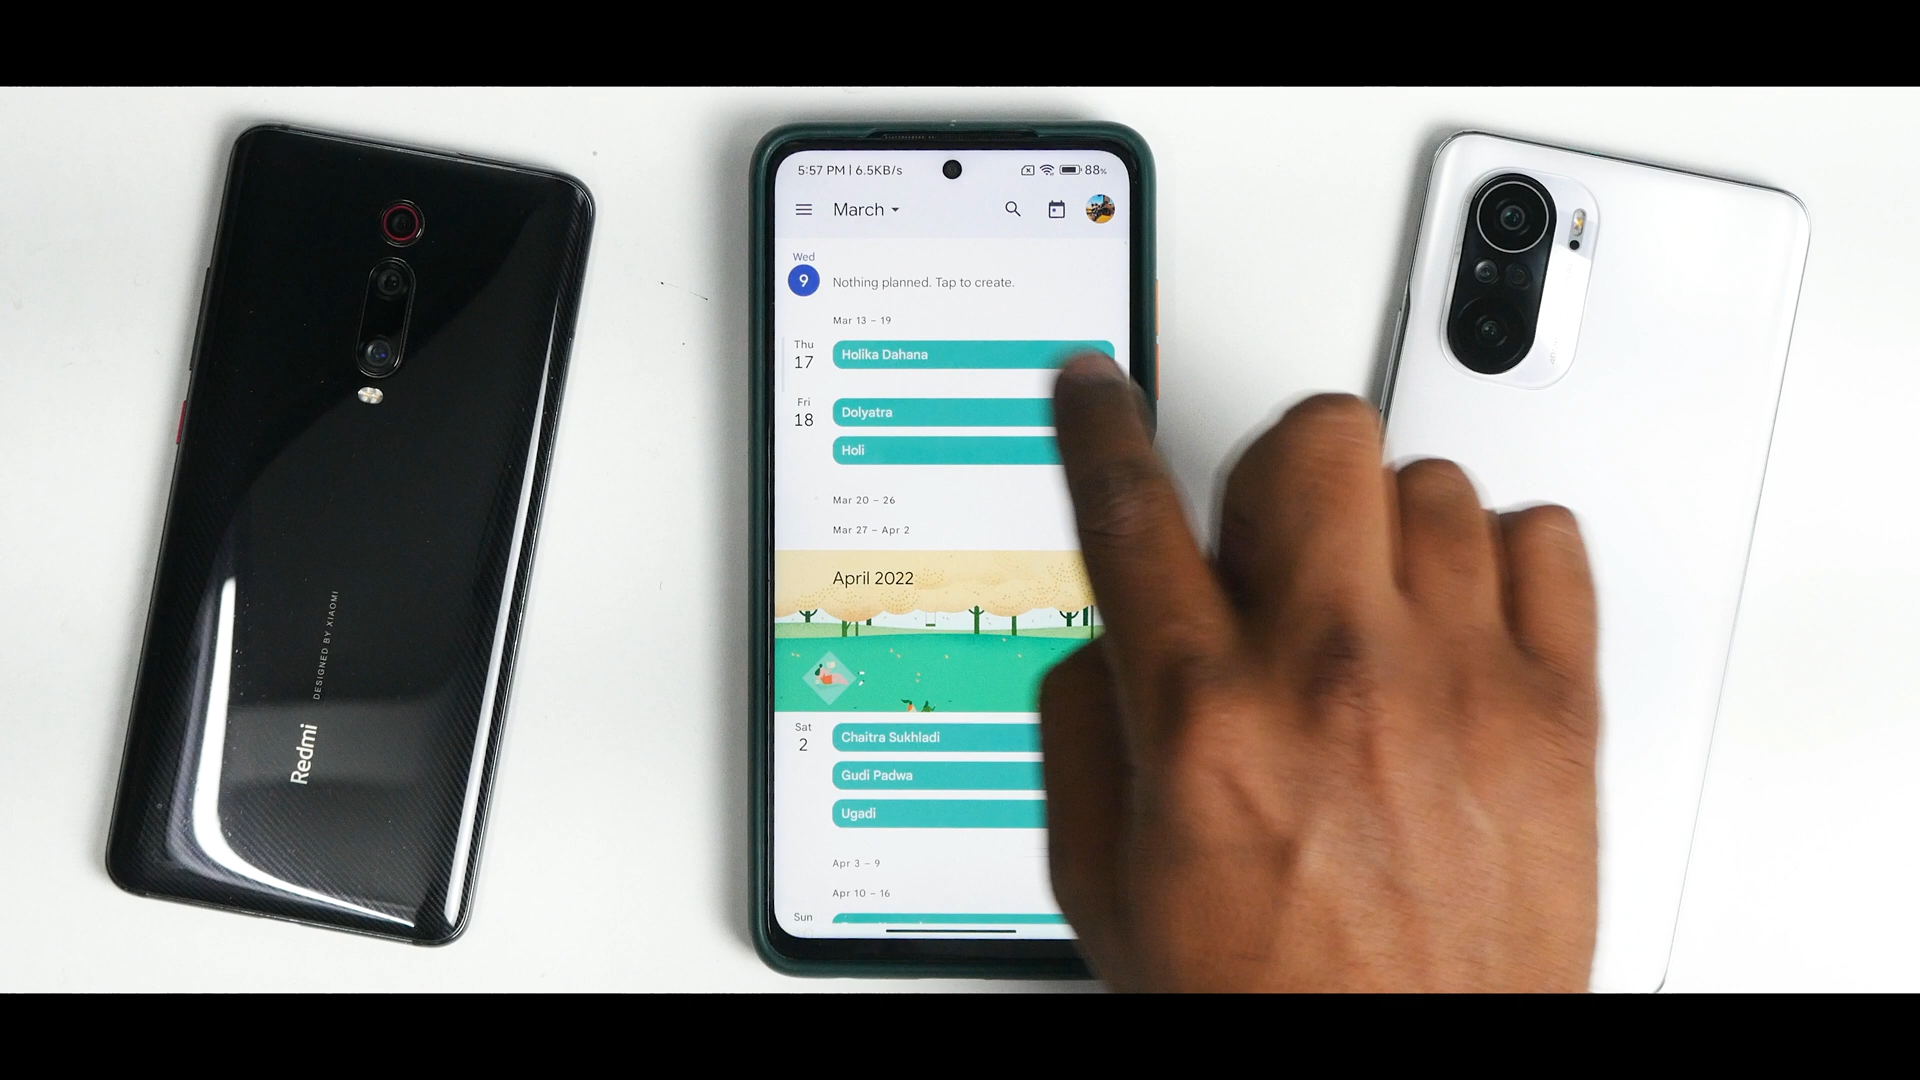 5:57 PM | 6.5KB/s
88%
March
Wed
9
Nothing planned. Tap to create.
Mar 13 – 19
Thu
17
Holika Dahana
Fri
18
Dolyatra
Holi
Mar 20 – 26
Mar 27 – Apr 2
April 2022
Sat
2
Chaitra Sukhladi
Gudi Padwa
Ugadi
Apr 3 – 9
Apr 10 – 16
Sun
Redmi
DESIGNED BY XIAOMI